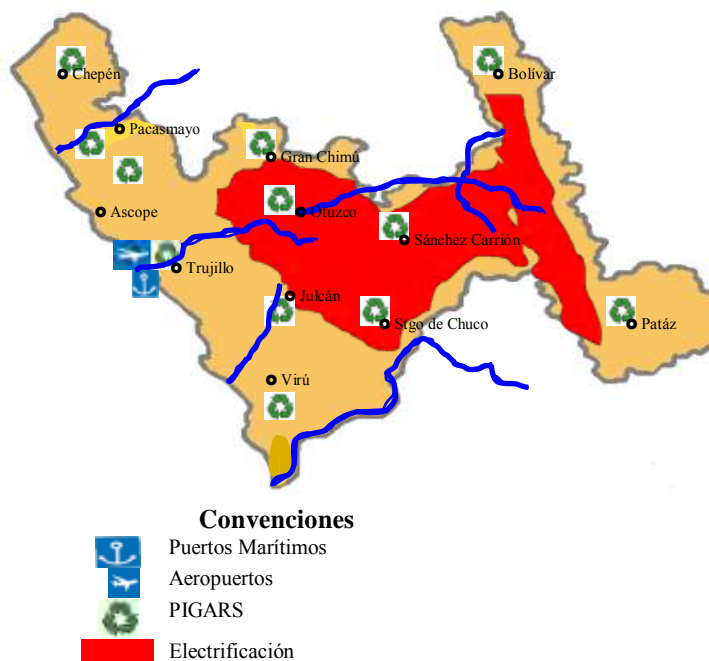 Chepén
Bolívar
Pacasmayo
Gran Chimú
Ascope
Otuzco
Sánchez Carrión
Trujillo
Julcán
Stgo de Chuco
Patáz
Virú
Convenciones
Puertos Marítimos
Aeropuertos
PIGARS
Electrificación